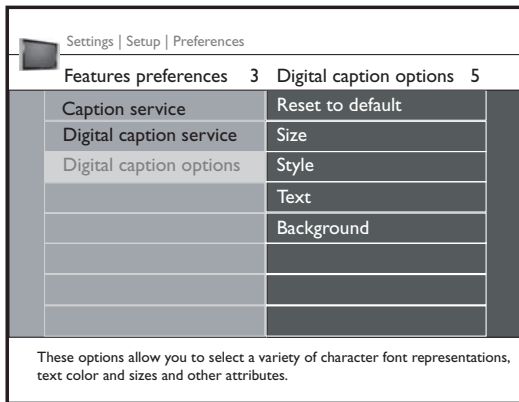 Settings | Setup | Preferences
Features preferences 3 Digital caption options 5
Caption service Reset to default
Digital caption service Size
Digital caption options Style
Text
Background
These options allow you to select a variety of character font representations,
text color and sizes and other attributes.